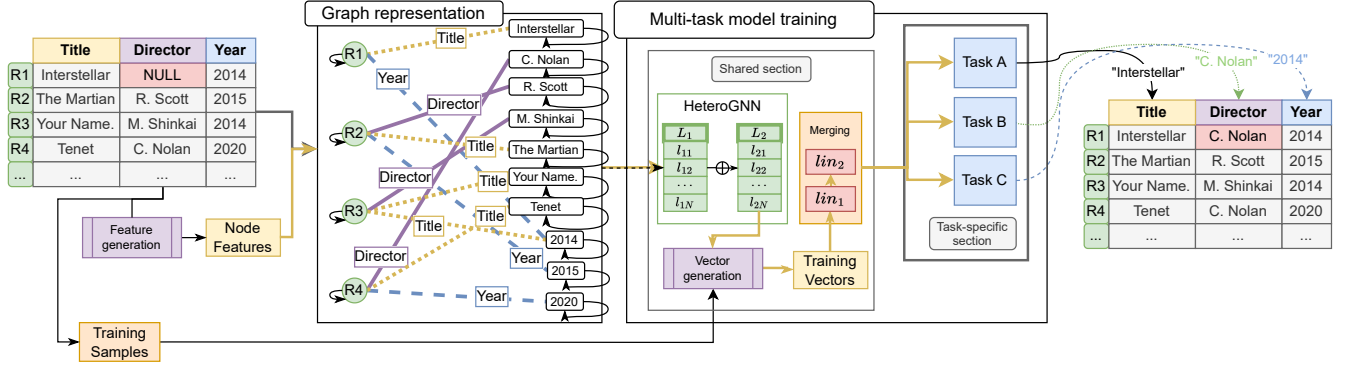 Graph representation
Multi-task model training
Title Director Year
R1 Interstellar NULL 2014
R2 The Martian R. Scott 2015
R3 Your Name. M. Shinkai 2014
R4 Tenet C. Nolan 2020
... ... ... ...
Feature
generation
Node
Features
Training
Samples
R1
R2
R3
R4
Title
Year
Director
Title
Director
Title
Title
Director
Year
Year
Interstellar
C. Nolan
R. Scott
M. Shinkai
The Martian
Your Name.
Tenet
2014
2015
2020
Shared section
HeteroGNN
L1 L2
l11 l21
l12 ⊕ l22
... ...
l1N l2N
Merging
lin2
lin1
Vector
generation
Training
Vectors
Task A
Task B
Task C
Task-specific
section
"Interstellar"
"C. Nolan"
"2014"
Title Director Year
R1 Interstellar C. Nolan 2014
R2 The Martian R. Scott 2015
R3 Your Name. M. Shinkai 2014
R4 Tenet C. Nolan 2020
... ... ... ...